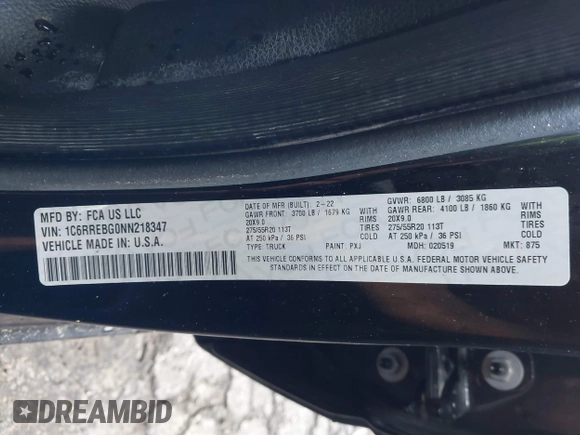 MFD BY: FCA US LLC
VIN: 1C6RREBG0NN218347
VEHICLE MADE IN: U.S.A.
DATE OF MFR (BUILT): 2-22
GAWR FRONT: 3700 LB / 1679 KG
WITH
20X9.0
RIMS
275/55R20 113T
TIRES
AT 250 kPa / 36 PSI
COLD
TYPE: TRUCK
PAINT: PXJ
GVWR: 6800 LB / 3085 KG
GAWR REAR: 4100 LB / 1860 KG
WITH
20X9.0
RIMS
275/55R20 113T
TIRES
AT 250 kPa / 36 PSI
COLD
MDH: 020519
MKT: 875
THIS VEHICLE CONFORMS TO ALL APPLICABLE U.S.A. FEDERAL MOTOR VEHICLE SAFETY
STANDARDS IN EFFECT ON THE DATE OF MANUFACTURE SHOWN ABOVE.
DREAMBID